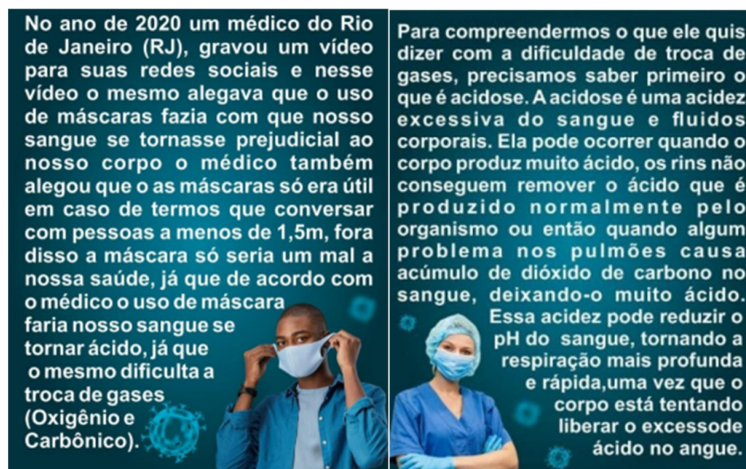 No ano de 2020 um médico do Rio
de Janeiro (RJ), gravou um vídeo
para suas redes sociais e nesse
vídeo o mesmo alegava que o uso
de máscaras fazia com que nosso
sangue se tornasse prejudicial ao
nosso corpo o médico também
alegou que o as máscaras só era útil
em caso de termos que conversar
com pessoas a menos de 1,5m, fora
disso a máscara só seria um mal a
nossa saúde, já que de acordo com
o médico o uso de máscara
faria nosso sangue se
tornar ácido, já que
o mesmo dificulta a
troca de gases
(Oxigênio e
Carbônico).
Para compreendermos o que ele quis
dizer com a dificuldade de troca de
gases, precisamos saber primeiro o
que é acidose. A acidose é uma acidez
excessiva do sangue e fluidos
corporais. Ela pode ocorrer quando o
corpo produz muito ácido, os rins não
conseguem remover o ácido que é
produzido normalmente pelo
organismo ou então quando algum
problema nos pulmões causa
acúmulo de dióxido de carbono no
sangue, deixando-o muito ácido.
Essa acidez pode reduzir o
pH do sangue, tornando a
respiração mais profunda
e rápida,uma vez que o
corpo está tentando
liberar o excessode
ácido no angue.